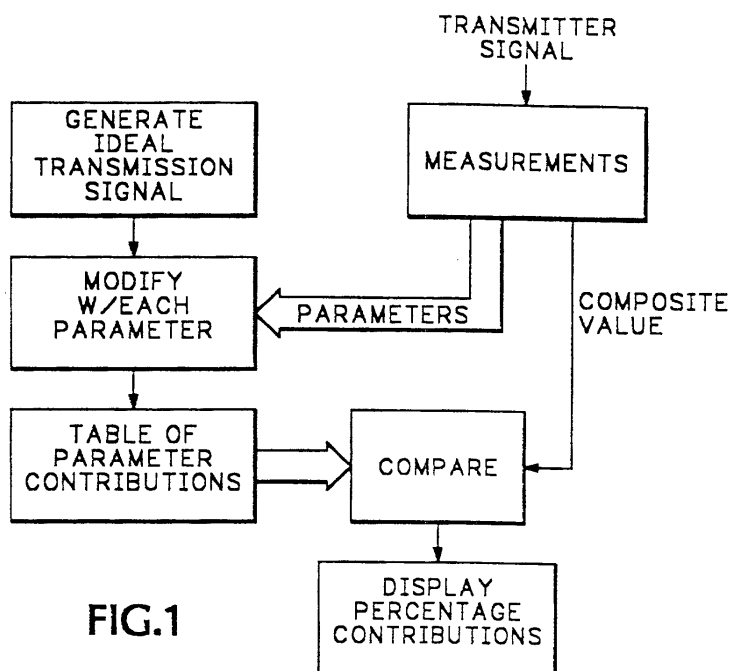 TRANSMITTER
SIGNAL
GENERATE
IDEAL
TRANSMISSION
SIGNAL
MEASUREMENTS
MODIFY
W/EACH
PARAMETER
PARAMETERS
COMPOSITE
VALUE
TABLE OF
PARAMETER
CONTRIBUTIONS
COMPARE
DISPLAY
PERCENTAGE
CONTRIBUTIONS
FIG.1